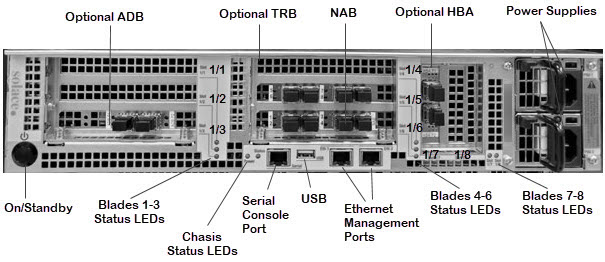 Optional ADB
Optional TRB
NAB
Optional HBA
Power Supplies
solace
1/1
1/2
1/3
1/4
1/5
1/6
1/7
1/8
On/Standby
Blades 1-3
Status LEDs
Chasis
Status LEDs
Serial
Console
Port
USB
Ethernet
Management
Ports
Blades 4-6
Status LEDs
Blades 7-8
Status LEDs